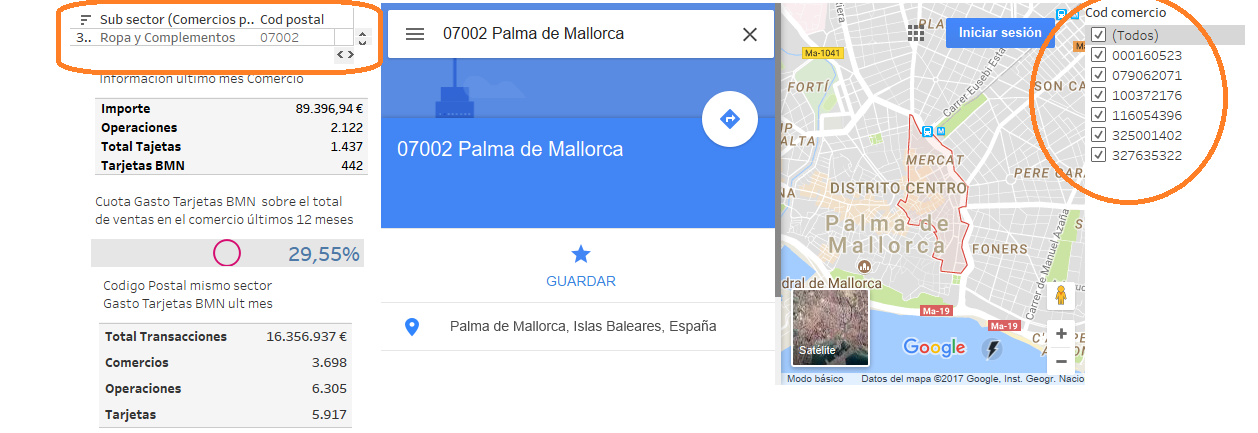 Sub sector (Comercios p.. Cod postal
3.. Ropa y Complementos 07002
Información último mes Comercio
Importe 89.396,94 €
Operaciones 2.122
Total Tajetas 1.437
Tarjetas BMN 442
Cuota Gasto Tarjetas BMN sobre el total
de ventas en el comercio últimos 12 meses
29,55%
Codigo Postal mismo sector
Gasto Tarjetas BMN ult mes
Total Transacciones 16.356.937 €
Comercios 3.698
Operaciones 6.305
Tarjetas 5.917
07002 Palma de Mallorca
07002 Palma de Mallorca
GUARDAR
Palma de Mallorca, Islas Baleares, España
Iniciar sesión
Ma-1041
FORTÍ
Carrer Eusebi Est
SON CA
MERCAT
PERE GARA
DISTRITO CENTRO
Palma de
Mallorca
FONERS
Carrer de Manuel Azaña
dral de Mallorca
Ma-19
Ma-19
Satélite
Google
Modo básico
Datos del mapa ©2017 Google, Inst. Geogr. Nacio
Cod comercio
(Todos)
000160523
079062071
100372176
116054396
325001402
327635322